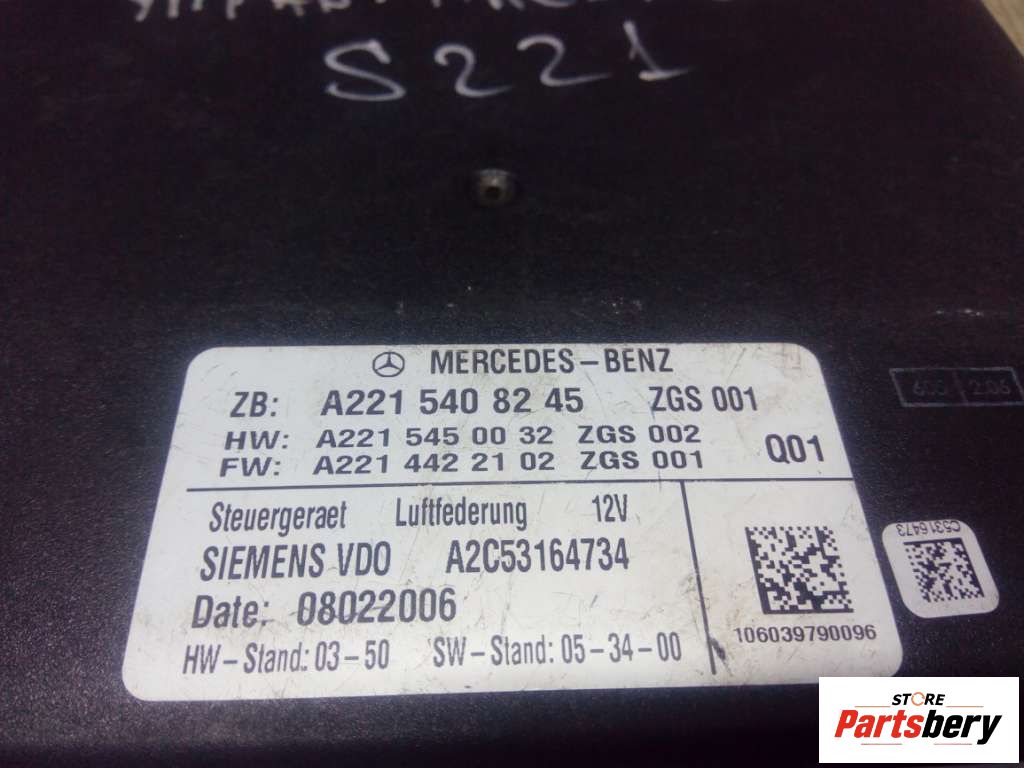 S221
MERCEDES-BENZ
ZB: A221 540 82 45 ZGS 001
HW: A221 545 00 32 ZGS 002
FW: A221 442 21 02 ZGS 001
Q01
Steuergeraet Luftfederung 12V
SIEMENS VDO A2C53164734
Date: 08022006
HW-Stand: 03-50 SW-Stand: 05-34-00
106039790096
C5316473
STORE
Partsbery